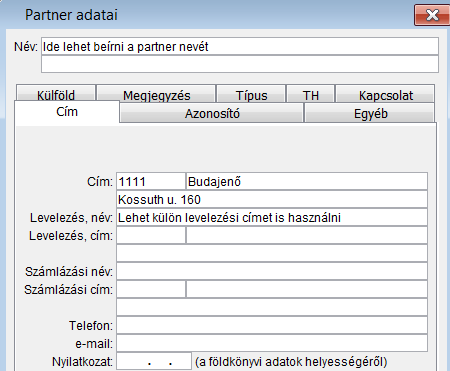 Partner adatai
Név: Ide lehet beírni a partner nevét
Külföld Megjegyzés Típus TH Kapcsolat
Cím Azonosító Egyéb
Cím: 1111 Budajenő
Kossuth u. 160
Levelezés, név: Lehet külön levelezési címet is használni
Levelezés, cím:
Számlázási név:
Számlázási cím:
Telefon:
e-mail:
Nyilatkozat: . . (a földkönyvi adatok helyességéről)